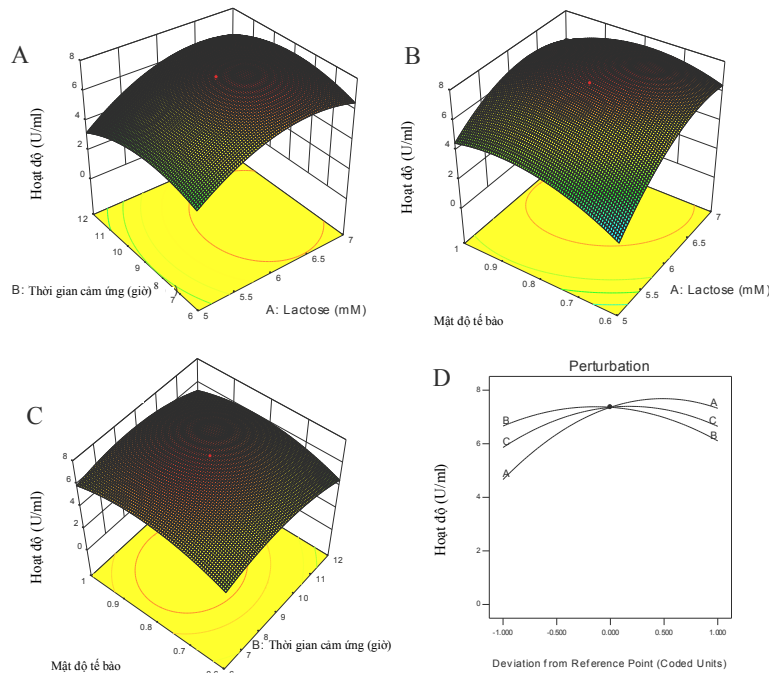 A
Hoạt độ (U/ml)
8
6
4
2
0
12
11
10
9
8
7
6
B: Thời gian cảm ứng (giờ)
5
5.5
6
6.5
7
A: Lactose (mM)
B
Hoạt độ (U/ml)
8
6
4
2
0
1
0.9
0.8
0.7
0.6
Mật độ tế bào
5
5.5
6
6.5
7
A: Lactose (mM)
C
Hoạt độ (U/ml)
8
6
4
2
0
1
0.9
0.8
0.7
Mật độ tế bào
7
8
9
10
11
12
B: Thời gian cảm ứng (giờ)
D
Perturbation
Hoạt độ (U/ml)
8
6
4
2
0
B
C
A
A
C
B
-1.000
-0.500
0.000
0.500
1.000
Deviation from Reference Point (Coded Units)